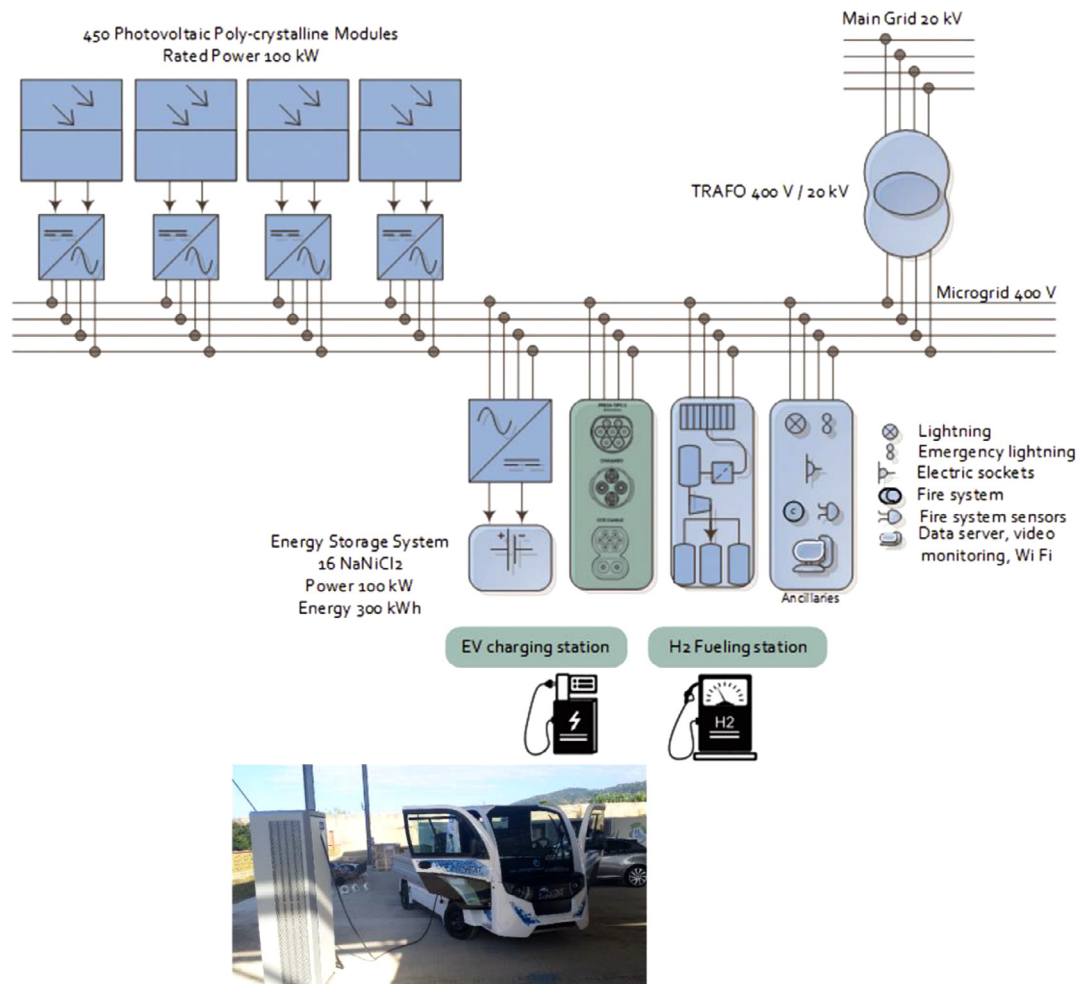 450 Photovoltaic Poly-crystalline Modules
Rated Power 100 kW
Main Grid 20 kV
TRAFO 400 V / 20 kV
Microgrid 400 V
Energy Storage System
16 NaNiCl2
Power 100 kW
Energy 300 kWh
+ -
C
Lightning
Emergency lightning
Electric sockets
Fire system
Fire system sensors
Data server, video
monitoring, Wi Fi
Ancillaries
EV charging station
H2 Fueling station
H2